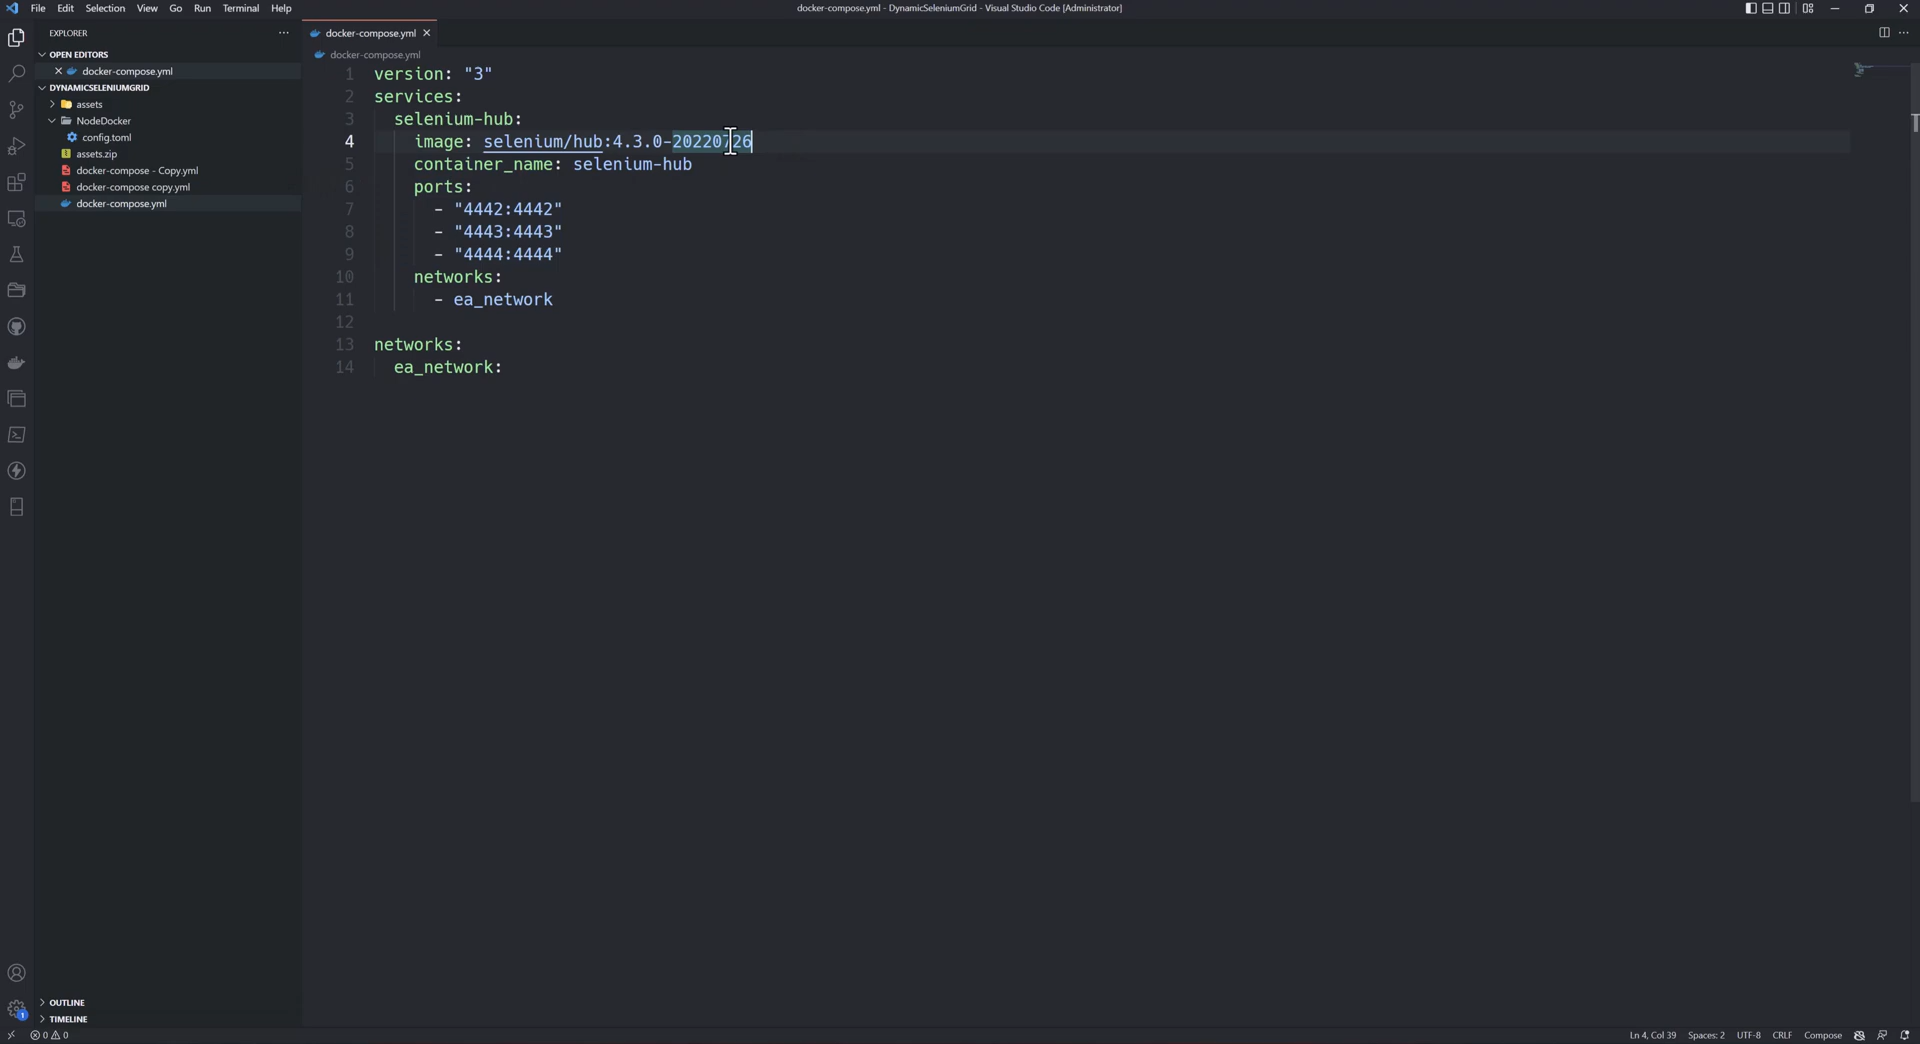 File Edit Selection View Go Run Terminal Help
docker-compose.yml - DynamicSeleniumGrid - Visual Studio Code [Administrator]
EXPLORER
OPEN EDITORS
docker-compose.yml
DYNAMICSELENIUMGRID
assets
NodeDocker
config.toml
assets.zip
docker-compose - Copy.yml
docker-compose copy.yml
docker-compose.yml
OUTLINE
TIMELINE
docker-compose.yml
docker-compose.yml
1 version: "3"
2 services:
3 selenium-hub:
4 image: selenium/hub:4.3.0-20220726
5 container_name: selenium-hub
6 ports:
7 - "4442:4442"
8 - "4443:4443"
9 - "4444:4444"
10 networks:
11 - ea_network
12
13 networks:
14 ea_network:
1
0 0
Ln 4, Col 39 Spaces: 2 UTF-8 CRLF Compose